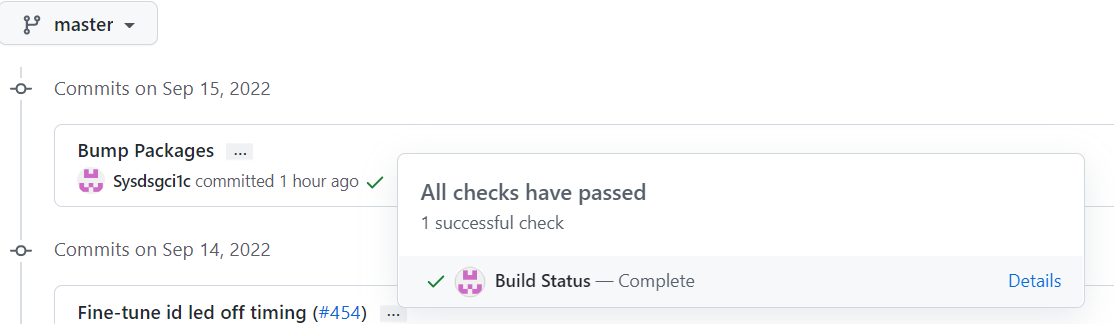 master
Commits on Sep 15, 2022
Bump Packages ...
Sysdsgci1c committed 1 hour ago
All checks have passed
1 successful check
Build Status — Complete Details
Commits on Sep 14, 2022
Fine-tune id led off timing (#454) ...